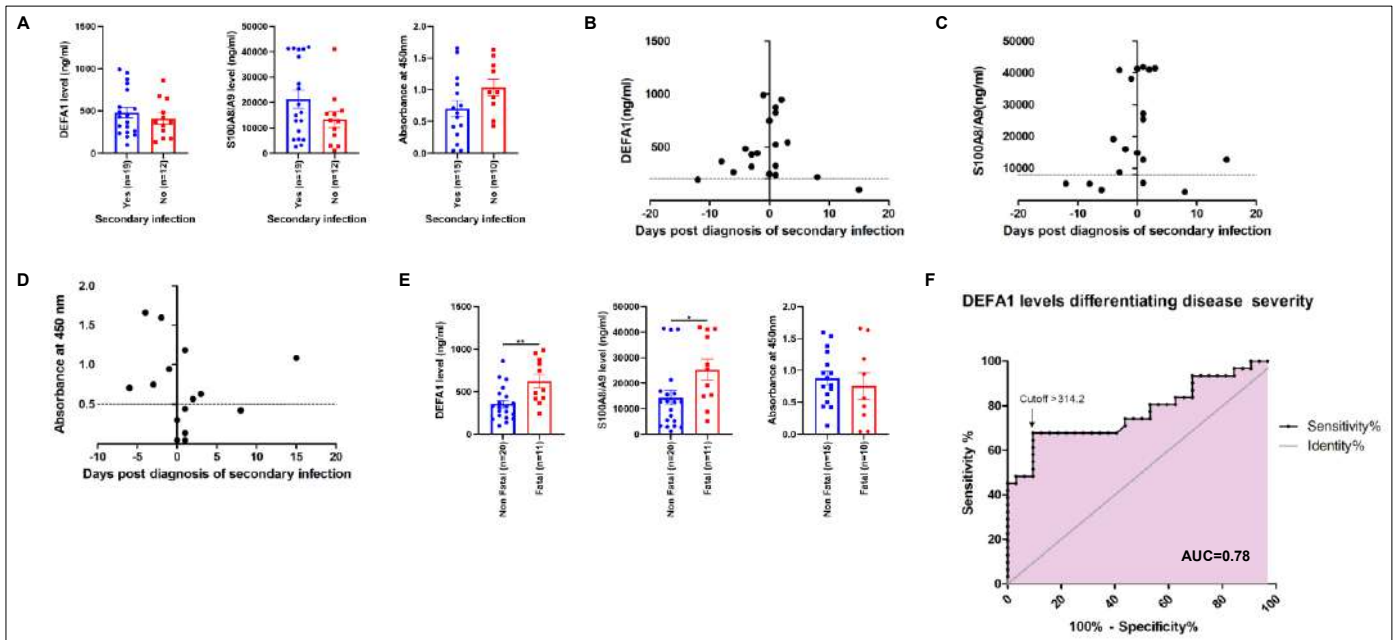 A
DEFA1 level (ng/ml)
1500
1000
500
0
Yes (n=19)
No (n=12)
Secondary infection
S100A8/A9 level (ng/ml)
50000
40000
30000
20000
10000
0
Yes (n=19)
No (n=12)
Secondary infection
Absorbance at 450nm
2.0
1.5
1.0
0.5
0.0
Yes (n=15)
No (n=10)
Secondary infection
B
DEFA1(ng/ml)
1500
1000
500
-20
-10
0
10
20
Days post diagnosis of secondary infection
C
S100A8/A9(ng/ml)
50000
40000
30000
20000
10000
-20
-10
0
10
20
Days post diagnosis of secondary infection
D
Absorbance at 450 nm
2.0
1.5
1.0
0.5
-10
-5
0
5
10
15
20
Days post diagnosis of secondary infection
E
DEFA1 level (ng/ml)
1500
1000
500
0
**
Non Fatal (n=20)
Fatal (n=11)
S100A8/A9 level (ng/ml)
50000
40000
30000
20000
10000
0
*
Non Fatal (n=20)
Fatal (n=11)
Absorbance at 450nm
2.0
1.5
1.0
0.5
0.0
Non Fatal (n=15)
Fatal (n=10)
F
DEFA1 levels differentiating disease severity
Sensitivity %
100
80
60
40
20
0
Cutoff >314.2
Sensitivity%
Identity%
AUC=0.78
0
20
40
60
80
100
100% - Specificity%